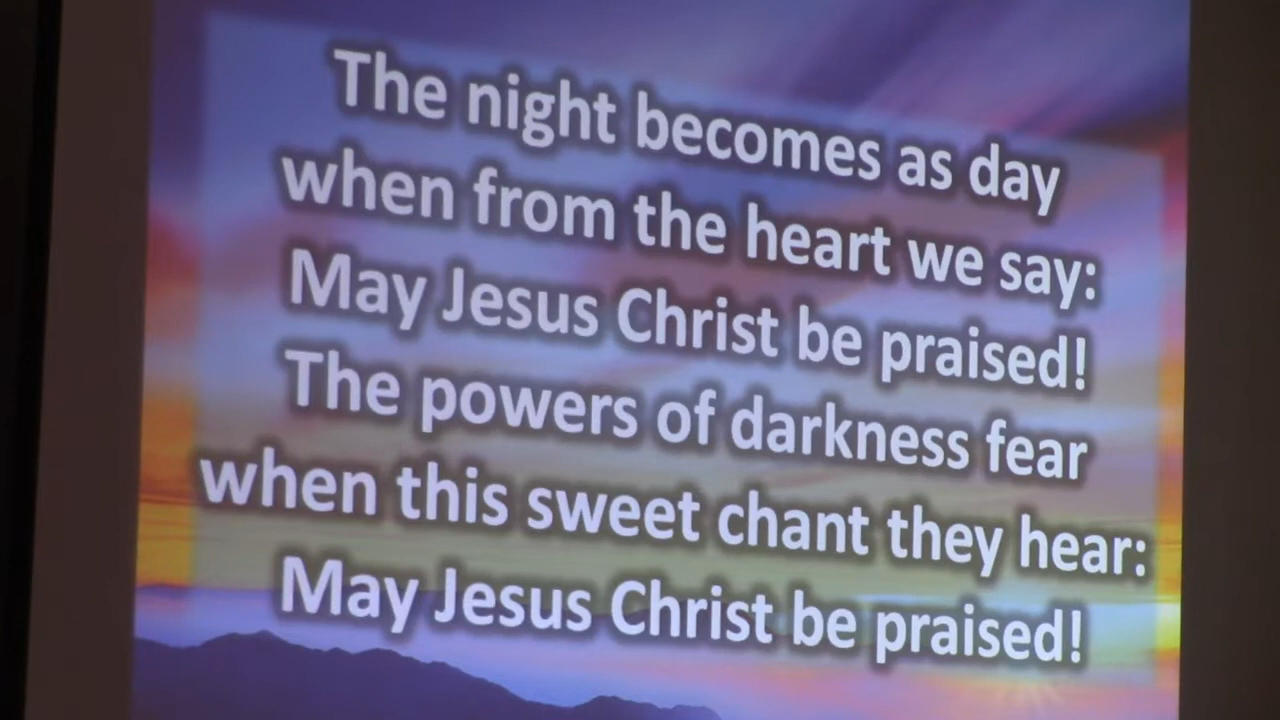 The night becomes as day
when from the heart we say:
May Jesus Christ be praised!
The powers of darkness fear
when this sweet chant they hear:
May Jesus Christ be praised!